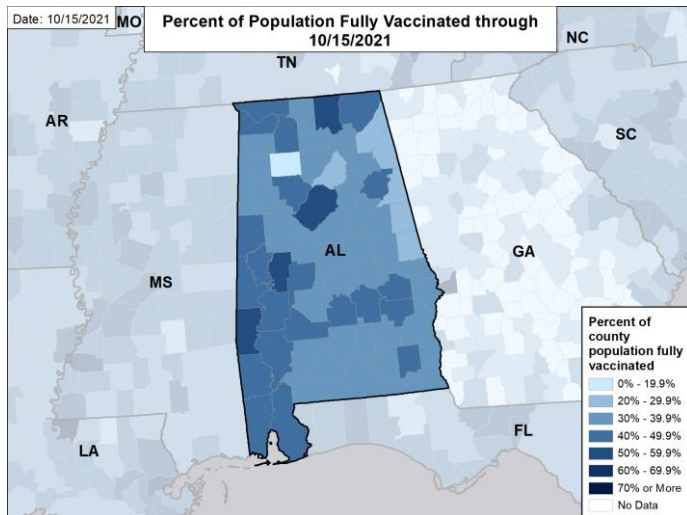 Date: 10/15/2021
Percent of Population Fully Vaccinated through
10/15/2021
MO
NC
TN
AR
SC
AL
GA
MS
LA
FL
Percent of
county
population fully
vaccinated
0% - 19.9%
20% - 29.9%
30% - 39.9%
40% - 49.9%
50% - 59.9%
60% - 69.9%
70% or More
No Data